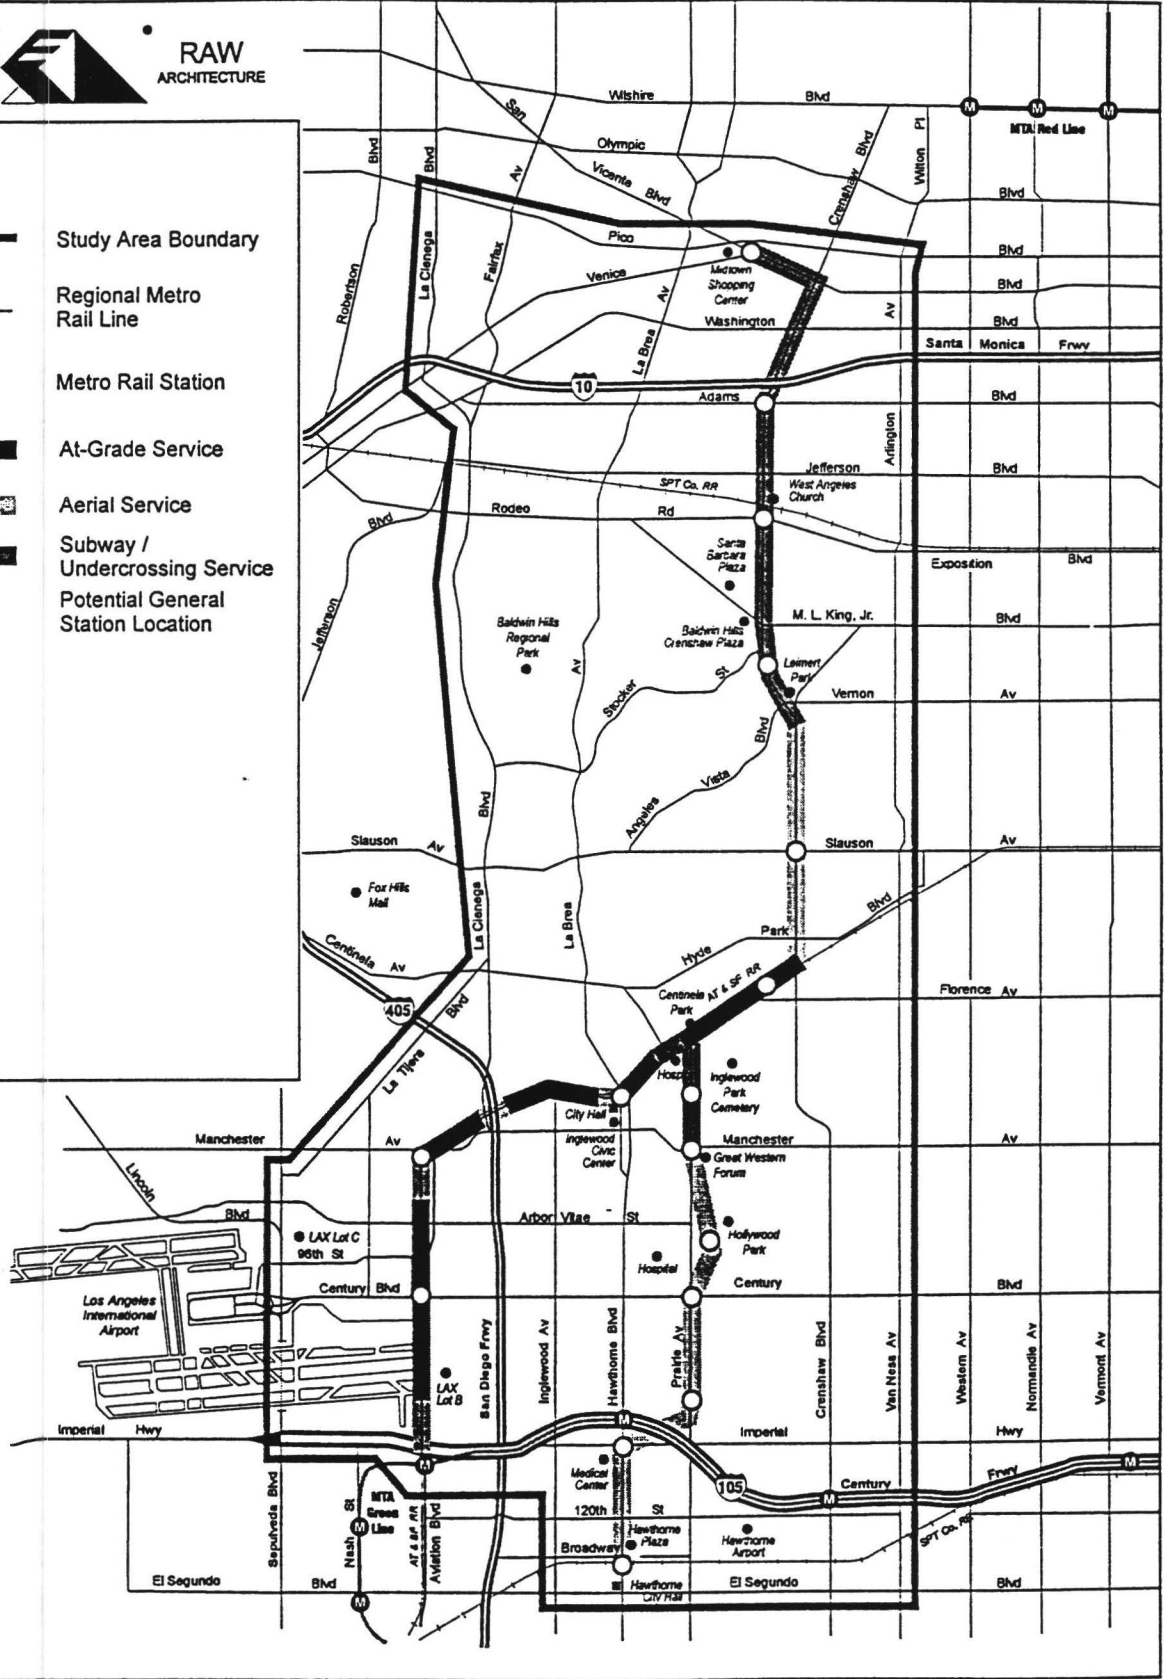 RAW
ARCHITECTURE
Study Area Boundary
Regional Metro
Rail Line
Metro Rail Station
At-Grade Service
Aerial Service
Subway /
Undercrossing Service
Potential General
Station Location
Wilshire Blvd
M M M
MTA Red Line
San Vicente Blvd
Olympic Blvd
Blvd
Robertson
Blvd
La Cienega
Av
Fairfax
Crenshaw Blvd
Wilton Pl
Pico Blvd
Midtown
Shopping
Center
Venice Blvd
La Brea Av
Washington Blvd
Arlington Av
Santa Monica Frwy
10
Adams Blvd
Jefferson Blvd
West Angeles
Church
SPT Co. RR
Rodeo Rd
Jefferson Blvd
Santa
Barbara
Plaza
Exposition Blvd
Baldwin Hills
Regional
Park
M. L. King, Jr. Blvd
Baldwin Hills
Crenshaw Plaza
Leimert
Park
Stocker St
Av
Vernon Av
Angeles Vista Blvd
Blvd
La Cienega
Slauson Av
Slauson Av
Fox Hills
Mall
La Brea
Centinela Av
Hyde Park Blvd
AT & SF RR
Centinela
Park
Florence Av
405
La Tijera Blvd
Hospi
Inglewood
Park
Cemetery
City Hall
Inglewood
Civic
Center
Manchester Av
Manchester Av
Great Western
Forum
Lincoln Blvd
Arbor Vitae St
LAX Lot C
96th St
Hollywood
Park
Hospital
Century Blvd
Century Blvd
Los Angeles
International
Airport
San Diego Frwy
Inglewood Av
Hawthorne Blvd
Prairie Av
Crenshaw Blvd
Van Ness Av
Western Av
Normandie Av
Vermont Av
LAX
Lot B
Imperial Hwy
M
Imperial Hwy
M
Medical
Center
105
Century Frwy
M M
MTA
Green
Line
Sepulveda Blvd
Nash St
AT & SF RR
Aviation Blvd
120th St
Hawthorne
Plaza
Hawthorne
Airport
SPT Co. RR
M
Broadway
El Segundo Blvd
El Segundo Blvd
M
Hawthorne
City Hall